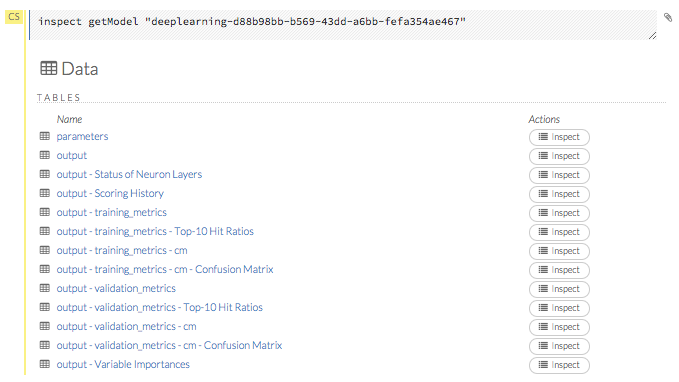 CS
inspect getModel "deeplearning-d88b98bb-b569-43dd-a6bb-fefa354ae467"
Data
TABLES
Name Actions
parameters Inspect
output Inspect
output - Status of Neuron Layers Inspect
output - Scoring History Inspect
output - training_metrics Inspect
output - training_metrics - Top-10 Hit Ratios Inspect
output - training_metrics - cm Inspect
output - training_metrics - cm - Confusion Matrix Inspect
output - validation_metrics Inspect
output - validation_metrics - Top-10 Hit Ratios Inspect
output - validation_metrics - cm Inspect
output - validation_metrics - cm - Confusion Matrix Inspect
output - Variable Importances Inspect